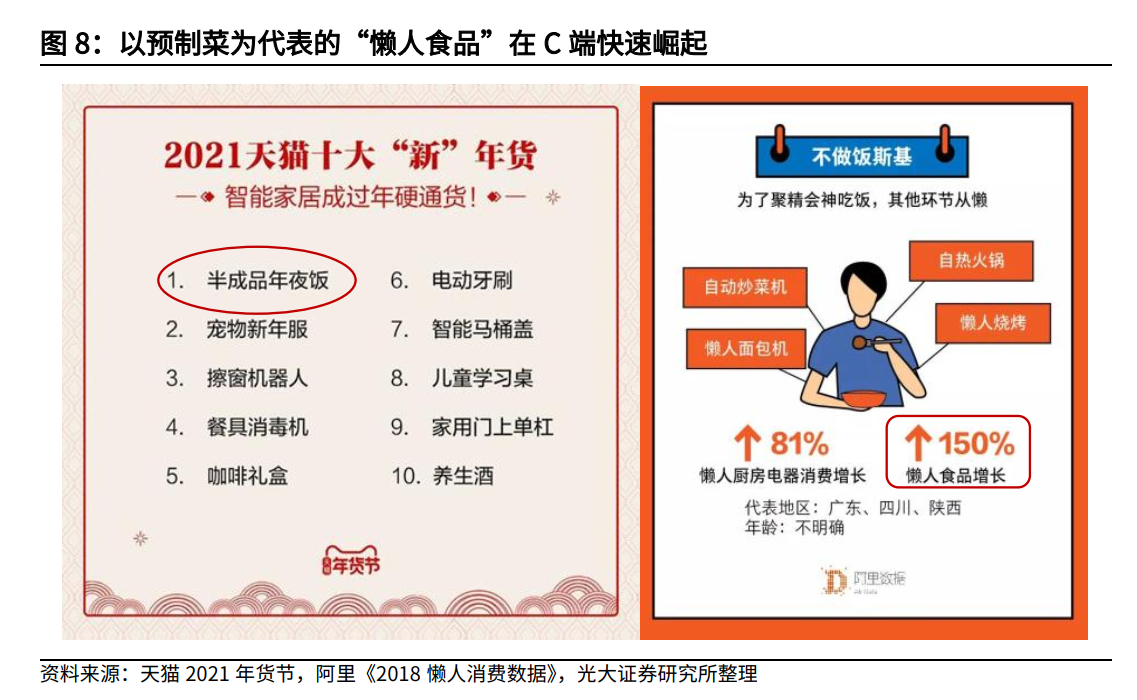 图 8：以预制菜为代表的“懒人食品”在 C 端快速崛起
2021天猫十大“新”年货
智能家居成过年硬通货！
1. 半成品年夜饭
2. 宠物新年服
3. 擦窗机器人
4. 餐具消毒机
5. 咖啡礼盒
6. 电动牙刷
7. 智能马桶盖
8. 儿童学习桌
9. 家用门上单杠
10. 养生酒
年货节
不做饭斯基
为了聚精会神吃饭，其他环节从懒
自动炒菜机
自热火锅
懒人面包机
懒人烧烤
81%
懒人厨房电器消费增长
150%
懒人食品增长
代表地区：广东、四川、陕西
年龄：不明确
阿里数据
资料来源：天猫 2021 年货节，阿里《2018 懒人消费数据》，光大证券研究所整理